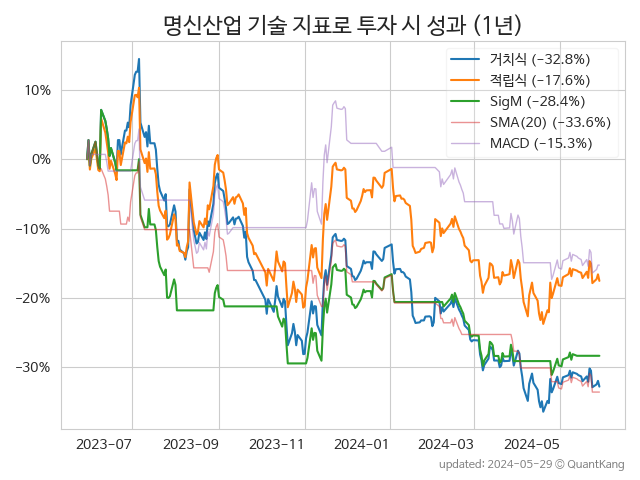 명신산업 기술 지표로 투자 시 성과 (1년)
거치식 (−32.8%)
적립식 (−17.6%)
SigM (−28.4%)
SMA(20) (−33.6%)
MACD (−15.3%)
10%
0%
−10%
−20%
−30%
2023-07
2023-09
2023-11
2024-01
2024-03
2024-05
updated: 2024-05-29 ⓒ QuantKang